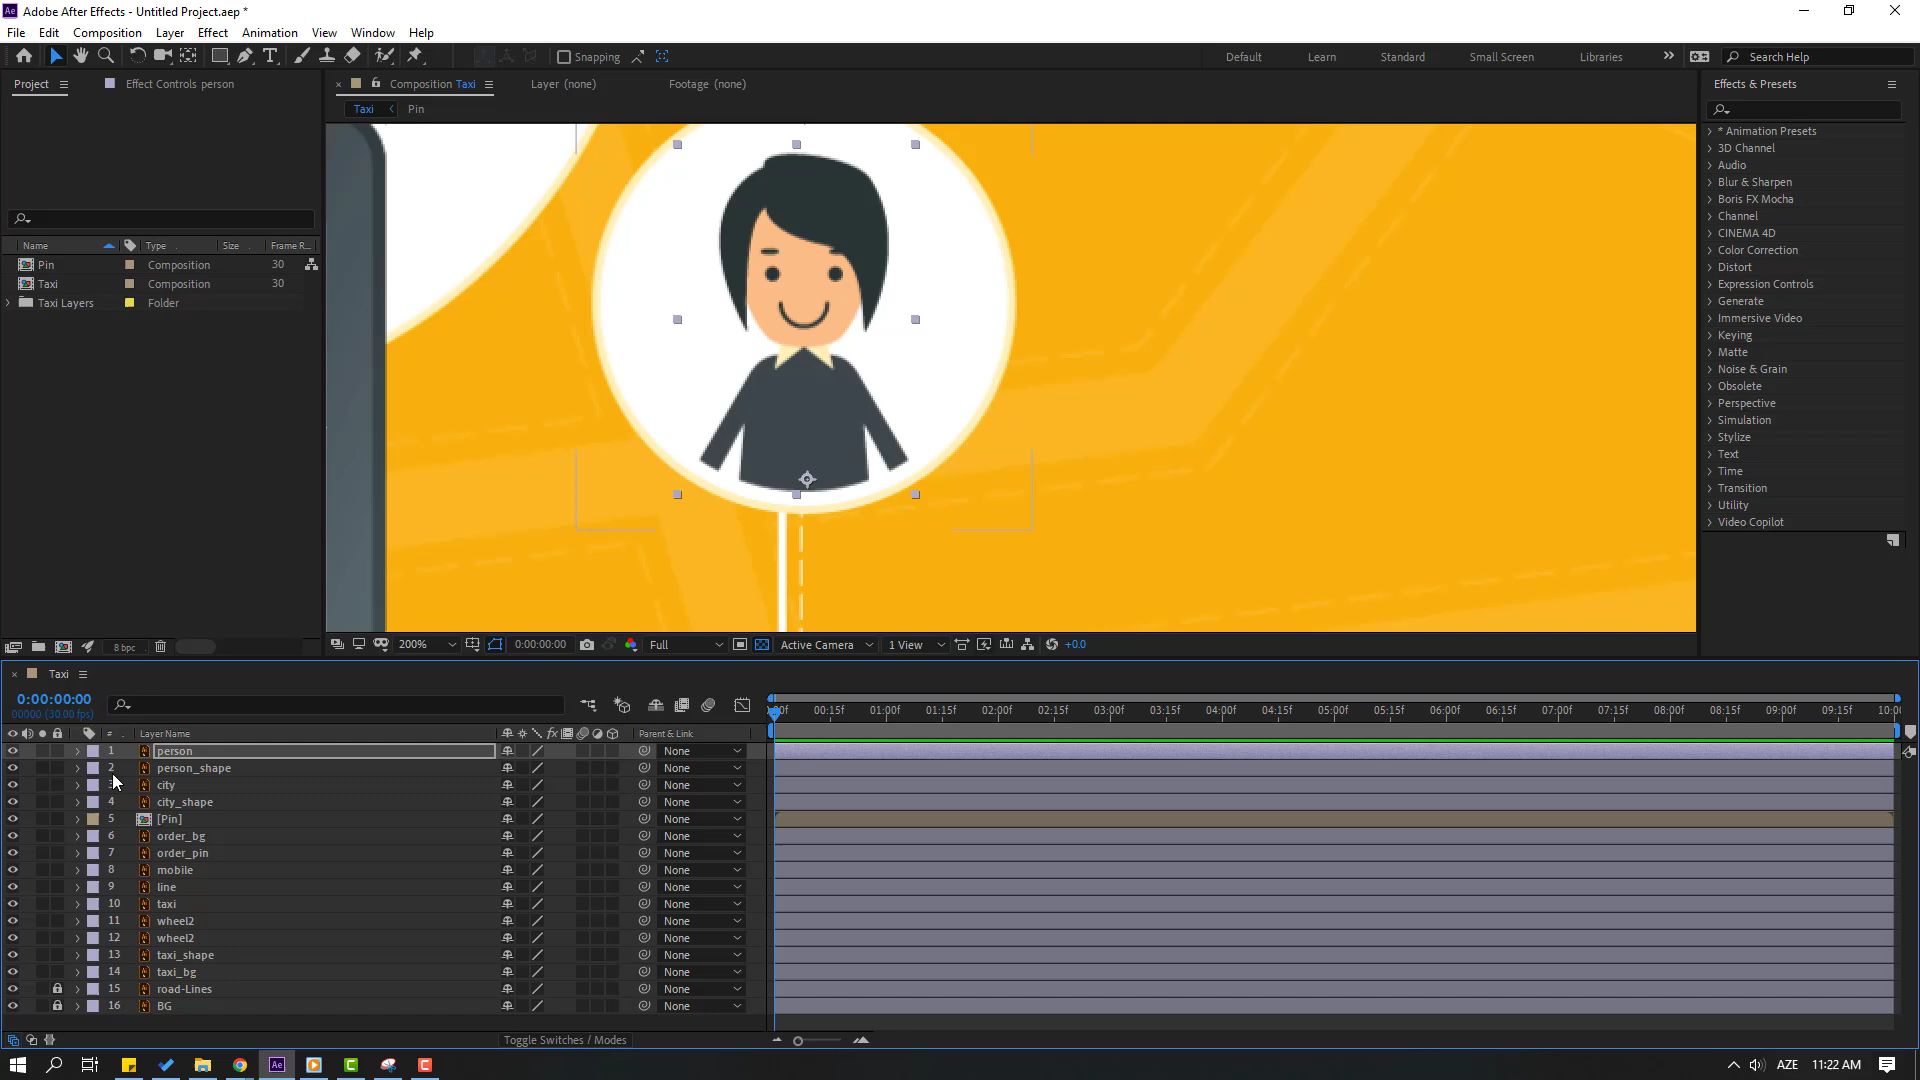 Adobe After Effects - Untitled Project.aep *
File Edit Composition Layer Effect Animation View Window Help
Snapping
Default Learn Standard Small Screen Libraries » Search Help
Project Effect Controls person
Composition Taxi Layer (none) Footage (none)
Taxi Pin
Name Type Size Frame R...
Pin Composition 30
Taxi Composition 30
Taxi Layers Folder
8 bpc
200% 0:00:00:00 Full Active Camera 1 View +0.0
Effects & Presets
* Animation Presets
3D Channel
Audio
Blur & Sharpen
Boris FX Mocha
Channel
CINEMA 4D
Color Correction
Distort
Expression Controls
Generate
Immersive Video
Keying
Matte
Noise & Grain
Obsolete
Perspective
Simulation
Stylize
Text
Time
Transition
Utility
Video Copilot
Taxi
0:00:00:00
00000 (30.00 fps)
:00f 00:15f 01:00f 01:15f 02:00f 02:15f 03:00f 03:15f 04:00f 04:15f 05:00f 05:15f 06:00f 06:15f 07:00f 07:15f 08:00f 08:15f 09:00f 09:15f 10:00
# Layer Name fx Parent & Link
1 person None
2 person_shape None
3 city None
4 city_shape None
5 [Pin] None
6 order_bg None
7 order_pin None
8 mobile None
9 line None
10 taxi None
11 wheel2 None
12 wheel2 None
13 taxi_shape None
14 taxi_bg None
15 road-Lines None
16 BG None
Toggle Switches / Modes
Ae AZE 11:22 AM